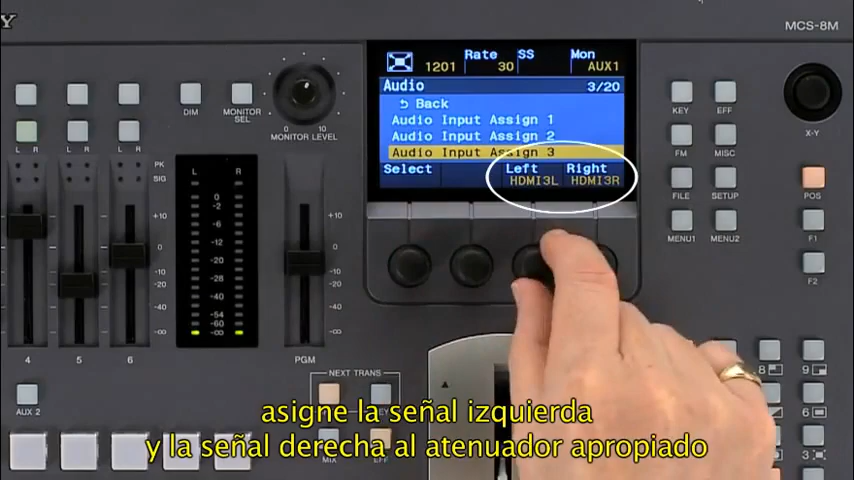 Y
MCS-8M
1201
Rate
30
SS
Mon
AUX1
Audio
3/20
Back
Audio Input Assign 1
Audio Input Assign 2
Audio Input Assign 3
Select
Left
HDMI3L
Right
HDMI3R
DIM
MONITOR SEL
0 10
MONITOR LEVEL
L R
L R
L R
PK
SIG
+10
0
-10
-20
-40
-∞
L R
0
-2
-6
-12
-20
-28
-40
-54
-60
-∞
+10
0
-10
-20
-40
-∞
4
5
6
PGM
KEY
EFF
FM
MISC
FILE
SETUP
MENU1
MENU2
X-Y
POS
F1
F2
AUX 2
NEXT TRANS
KEY
MIX
EFF
8
9
6
3
asigne la señal izquierda
y la señal derecha al atenuador apropiado